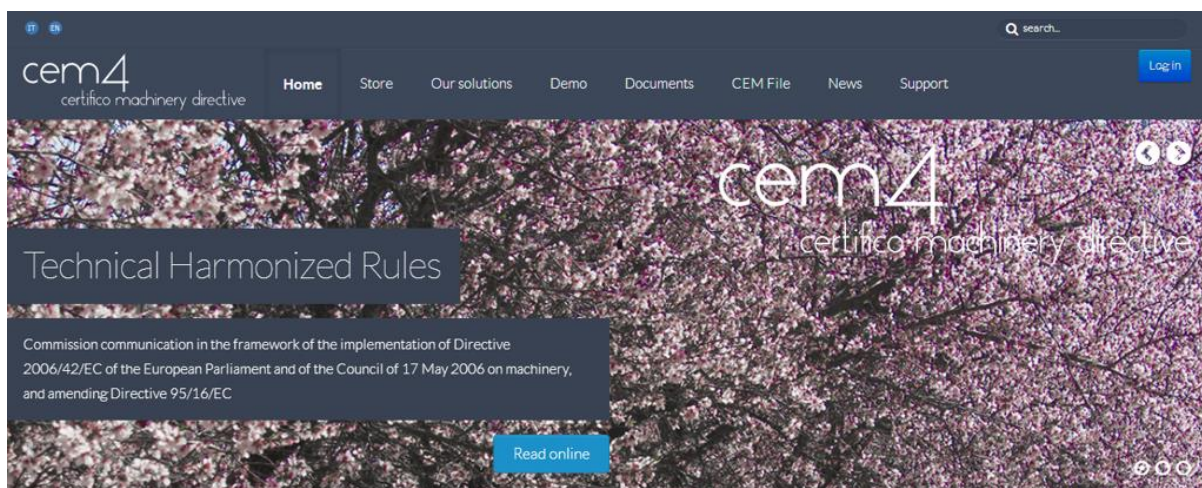 IT EN
search...
cem4
certifico machinery directive
Home Store Our solutions Demo Documents CEM File News Support
Log in
cem4
certifico machinery directive
Technical Harmonized Rules
Commission communication in the framework of the implementation of Directive
2006/42/EC of the European Parliament and of the Council of 17 May 2006 on machinery,
and amending Directive 95/16/EC
Read online